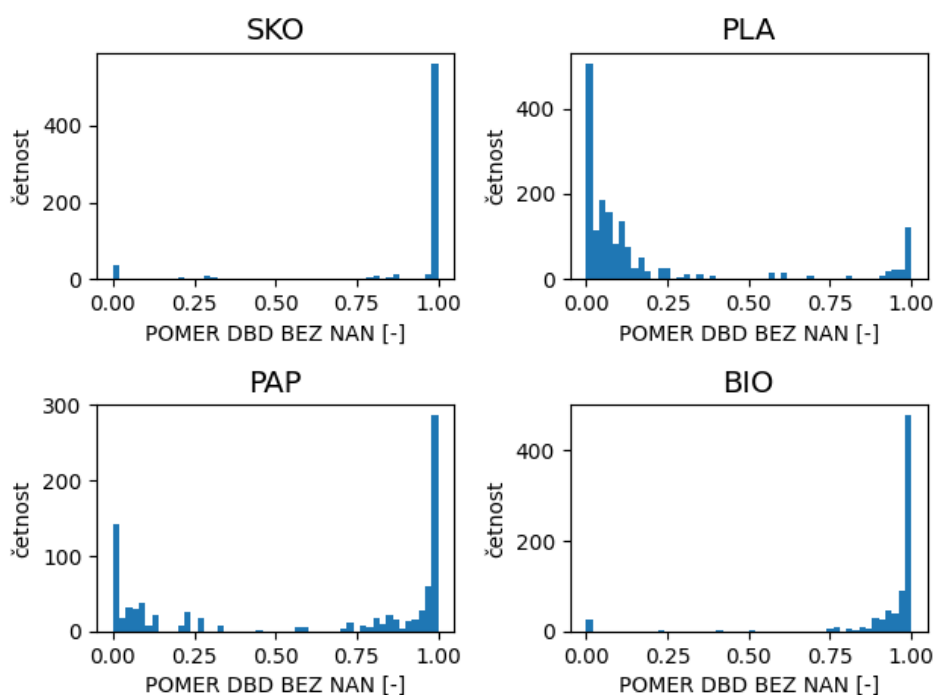 SKO
400
200
0
četnost
0.00 0.25 0.50 0.75 1.00
POMER DBD BEZ NAN [-]
PLA
400
200
0
četnost
0.00 0.25 0.50 0.75 1.00
POMER DBD BEZ NAN [-]
PAP
300
200
100
0
četnost
0.00 0.25 0.50 0.75 1.00
POMER DBD BEZ NAN [-]
BIO
400
200
0
četnost
0.00 0.25 0.50 0.75 1.00
POMER DBD BEZ NAN [-]